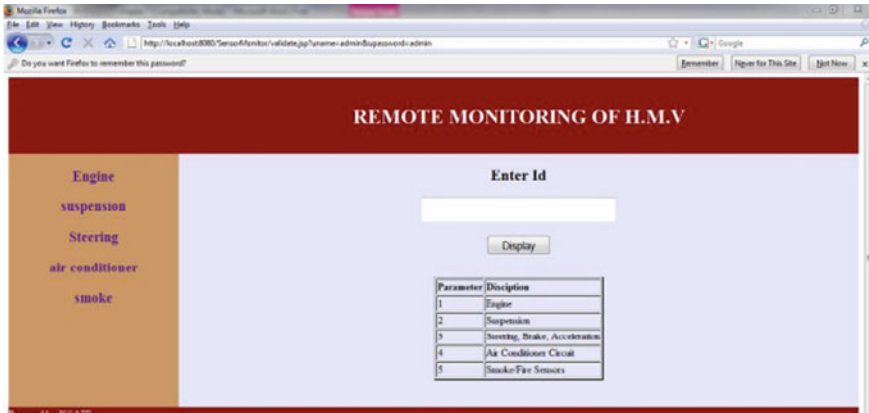 Mozilla Firefox
File Edit View History Bookmarks Tools Help
http://localhost8080/SensorMonitor/validate.jsp?uname=admin&upassword=admin
Google
Do you want Firefox to remember this password?
Remember Never for This Site Not Now x
REMOTE MONITORING OF H.M.V
Engine
suspension
Steering
air conditioner
smoke
Enter Id
Display
Parameter Disciption
1 Engine
2 Suspension
3 Steering, Brake, Acceleration
4 Air Conditioner Circuit
5 Smoke/Fire Sensors